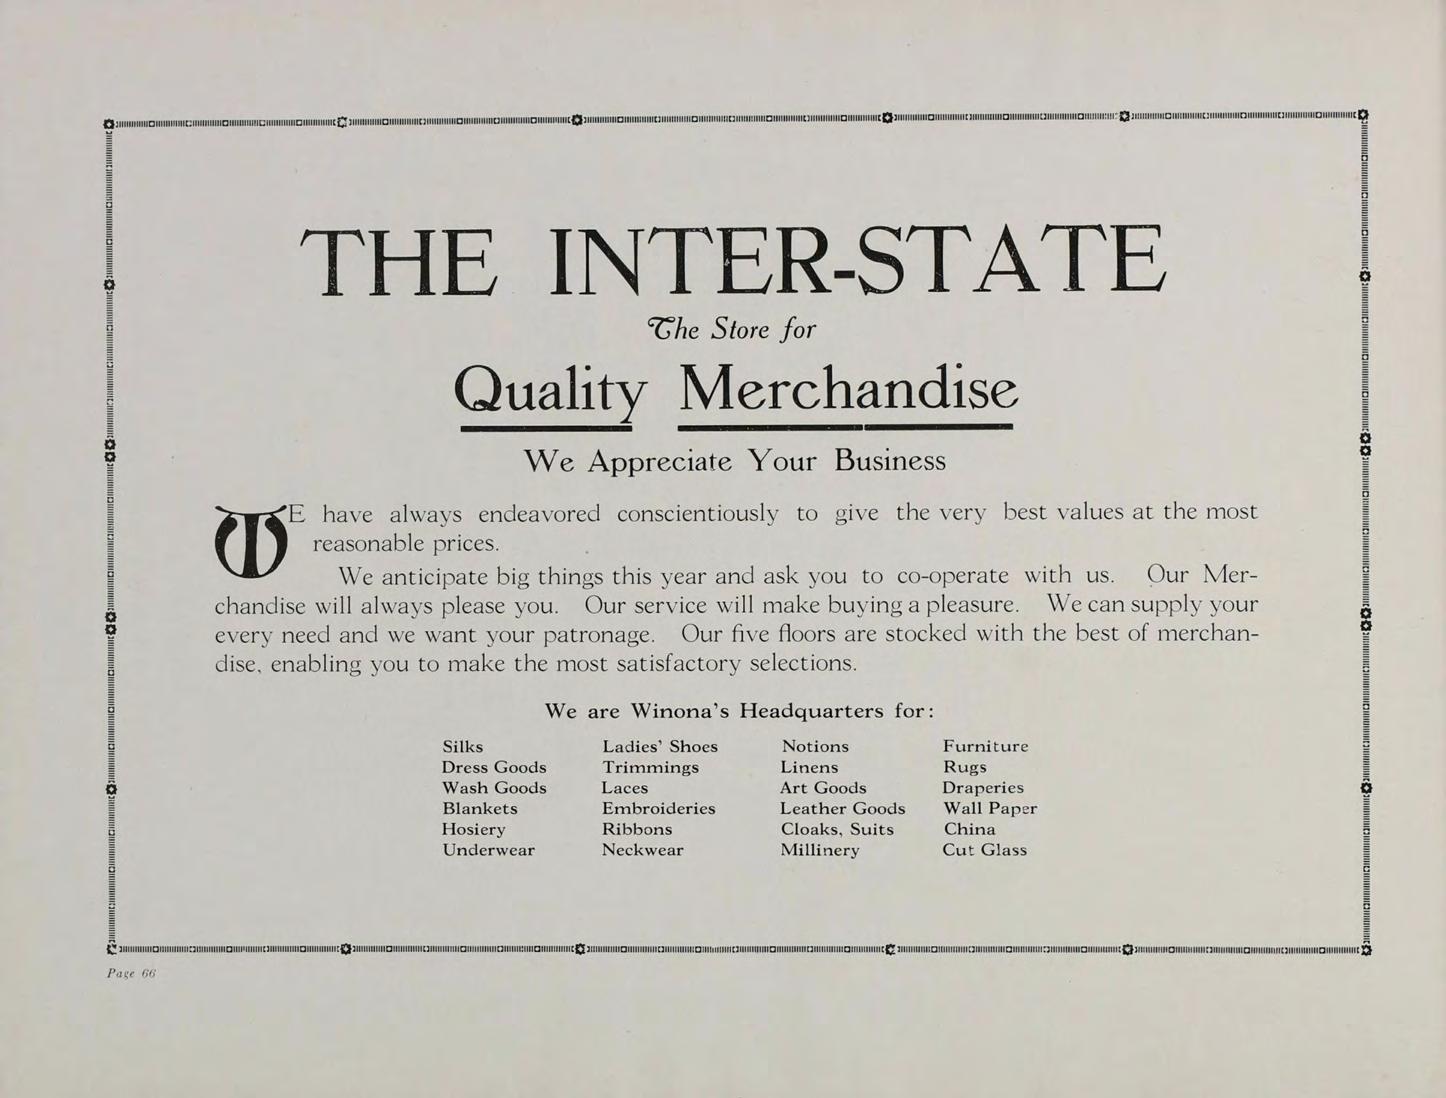 THE INTER-STATE
The Store for
Quality Merchandise
We Appreciate Your Business
WE have always endeavored conscientiously to give the very best values at the most
reasonable prices.
We anticipate big things this year and ask you to co-operate with us. Our Mer-
chandise will always please you. Our service will make buying a pleasure. We can supply your
every need and we want your patronage. Our five floors are stocked with the best of merchan-
dise, enabling you to make the most satisfactory selections.
We are Winona's Headquarters for:
Silks Ladies' Shoes Notions Furniture
Dress Goods Trimmings Linens Rugs
Wash Goods Laces Art Goods Draperies
Blankets Embroideries Leather Goods Wall Paper
Hosiery Ribbons Cloaks, Suits China
Underwear Neckwear Millinery Cut Glass
Page 66